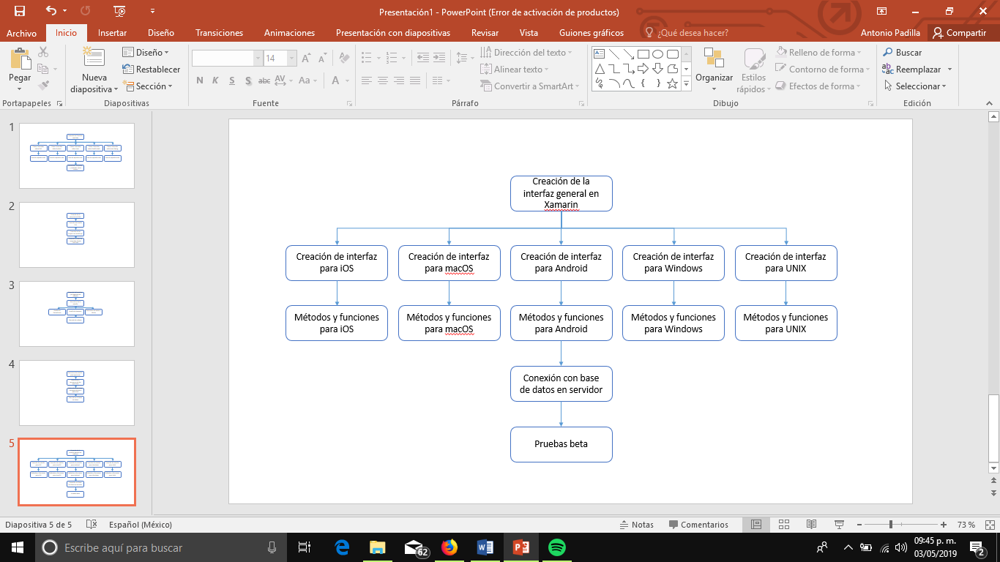 Presentación1 - PowerPoint (Error de activación de productos)
Archivo Inicio Insertar Diseño Transiciones Animaciones Presentación con diapositivas Revisar Vista Guiones gráficos ¿Qué desea hacer? Antonio Padilla Compartir
Pegar
Portapapeles
Nueva
diapositiva
Diseño
Restablecer
Sección
Diapositivas
14
N K S S abc AV Aa A
Fuente
Dirección del texto
Alinear texto
Convertir a SmartArt
Párrafo
Organizar
Estilos
rápidos
Relleno de forma
Contorno de forma
Efectos de forma
Dibujo
Buscar
Reemplazar
Seleccionar
Edición
1
2
3
4
5
Creación de la
interfaz general en
Xamarin
Creación de interfaz
para iOS
Creación de interfaz
para macOS
Creación de interfaz
para Android
Creación de interfaz
para Windows
Creación de interfaz
para UNIX
Métodos y funciones
para iOS
Métodos y funciones
para macOS
Métodos y funciones
para Android
Métodos y funciones
para Windows
Métodos y funciones
para UNIX
Conexión con base
de datos en servidor
Pruebas beta
Diapositiva 5 de 5 Español (México) Notas Comentarios 73 %
Escribe aquí para buscar
62
09:45 p. m.
03/05/2019
2